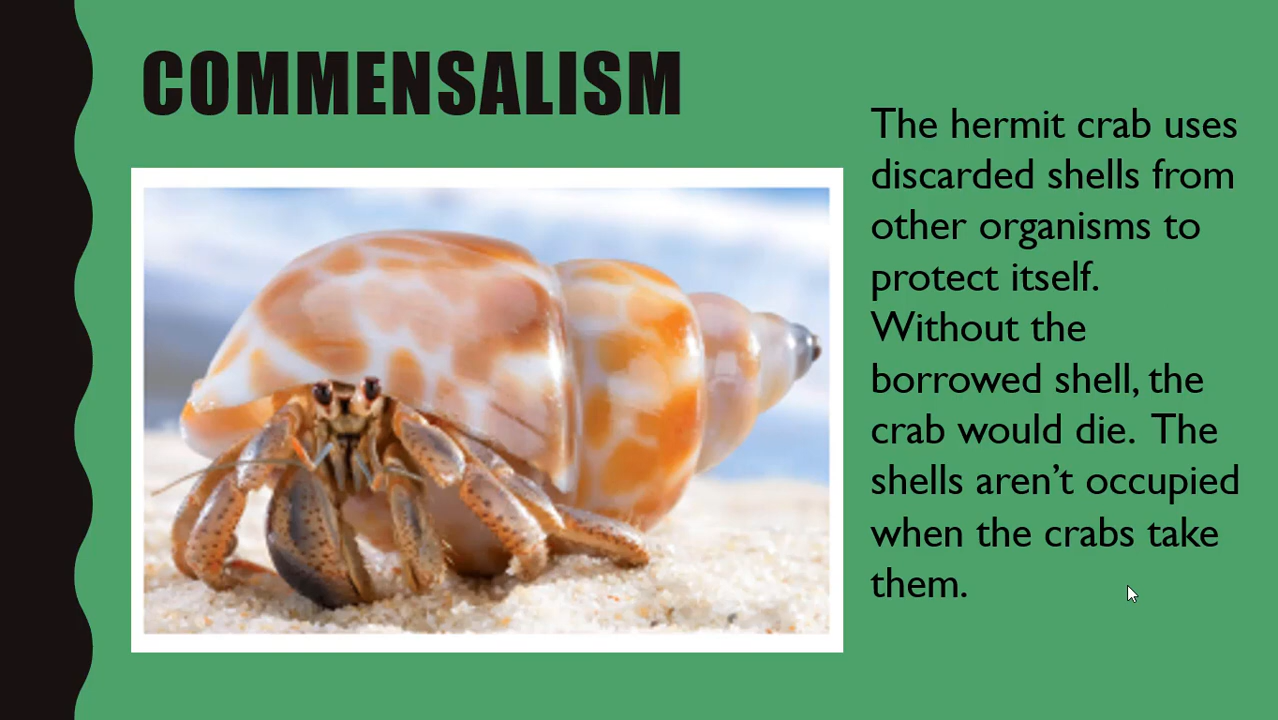 COMMENSALISM
The hermit crab uses
discarded shells from
other organisms to
protect itself.
Without the
borrowed shell, the
crab would die.  The
shells aren’t occupied
when the crabs take
them.